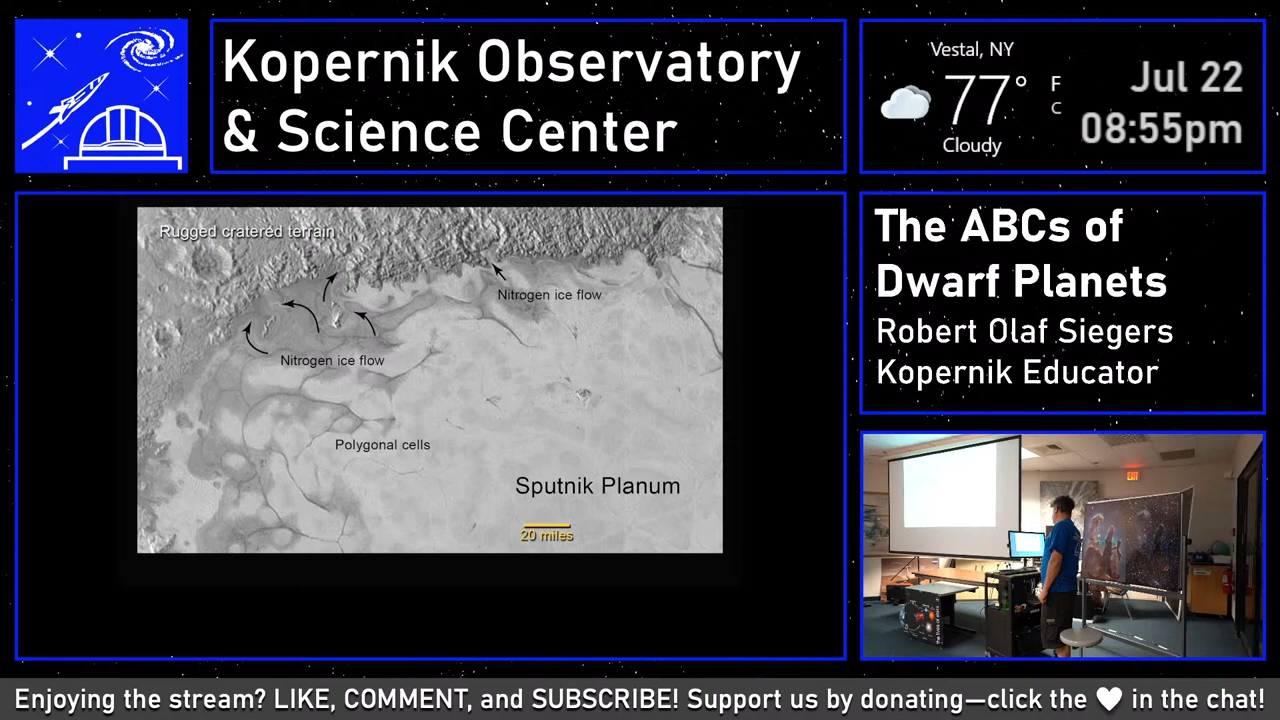 Kopernik Observatory
& Science Center
Vestal, NY
77°
F
C
Cloudy
Jul 22
08:55pm
Rugged cratered terrain
Nitrogen ice flow
Nitrogen ice flow
Polygonal cells
Sputnik Planum
20 miles
The ABCs of
Dwarf Planets
Robert Olaf Siegers
Kopernik Educator
EXIT
Enjoying the stream? LIKE, COMMENT, and SUBSCRIBE! Support us by donating—click the ♥ in the chat!